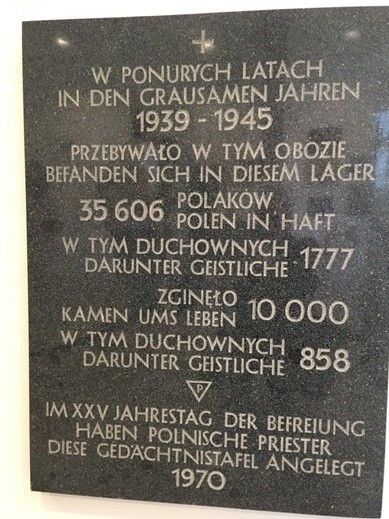 W PONURYCH LATACH
IN DEN GRAUSAMEN JAHREN
1939 - 1945
PRZEBYWAŁO W TYM OBOZIE
BEFANDEN SICH IN DIESEM LAGER
35 606 POLAKÓW
POLEN IN HAFT
W TYM DUCHOWNYCH 1777
DARUNTER GEISTLICHE
ZGINĘŁO 10 000
KAMEN UMS LEBEN
W TYM DUCHOWNYCH 858
DARUNTER GEISTLICHE
P
IM XXV JAHRESTAG DER BEFREIUNG
HABEN POLNISCHE PRIESTER
DIESE GEDÄCHTNISTAFEL ANGELEGT
1970